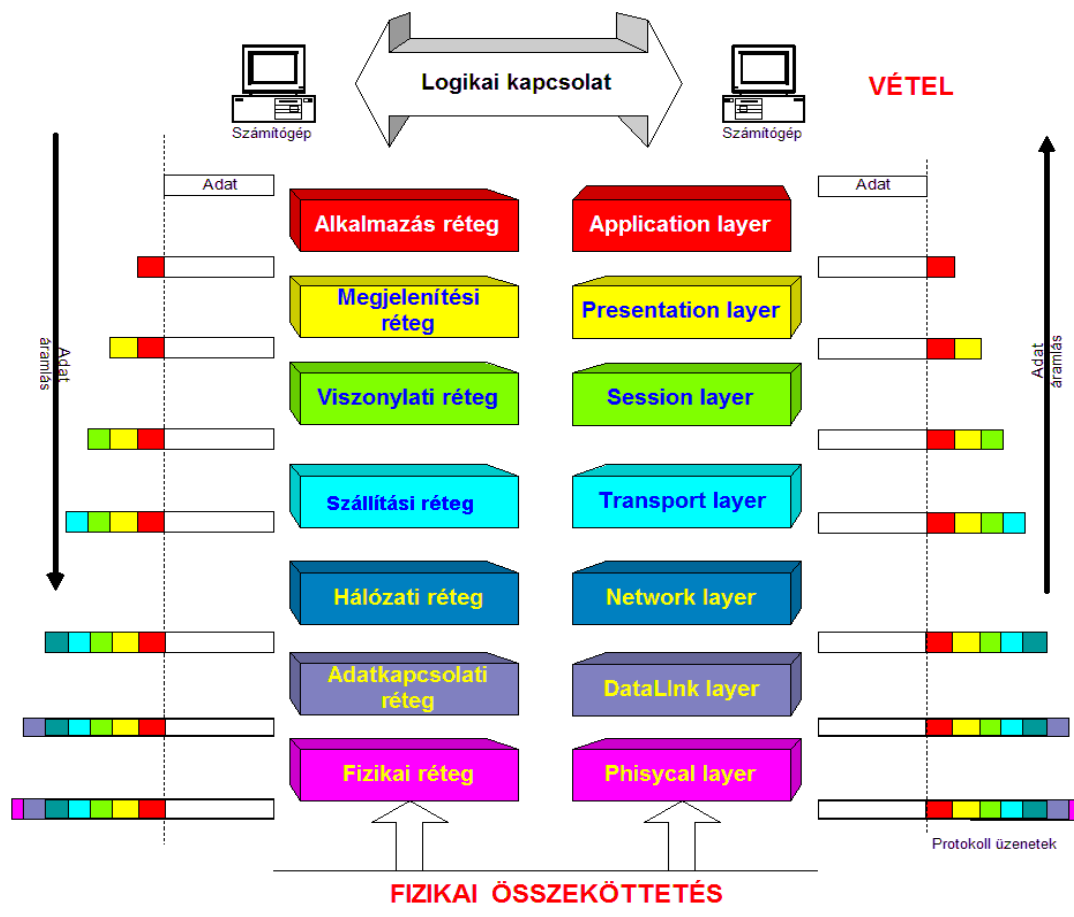 Logikai kapcsolat
VÉTEL
Számítógép
Számítógép
Adat
Adat
Alkalmazás réteg
Application layer
Megjelenítési
réteg
Presentation layer
Adat
áramlás
Adat
áramlás
Viszonylati réteg
Session layer
Szállítási réteg
Transport layer
Hálózati réteg
Network layer
Adatkapcsolati
réteg
DataLInk layer
Fizikai réteg
Phisycal layer
Protokoll üzenetek
FIZIKAI ÖSSZEKÖTTETÉS